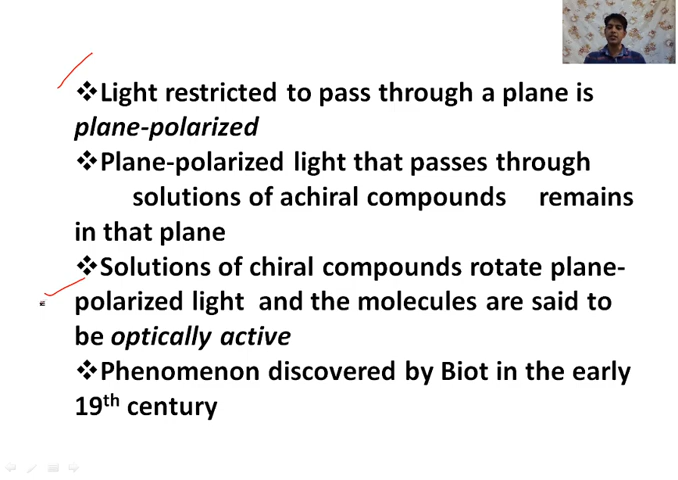 ❖Light restricted to pass through a plane is
plane-polarized
❖Plane-polarized light that passes through
solutions of achiral compounds remains
in that plane
❖Solutions of chiral compounds rotate plane-
polarized light and the molecules are said to
be optically active
❖Phenomenon discovered by Biot in the early
19th century